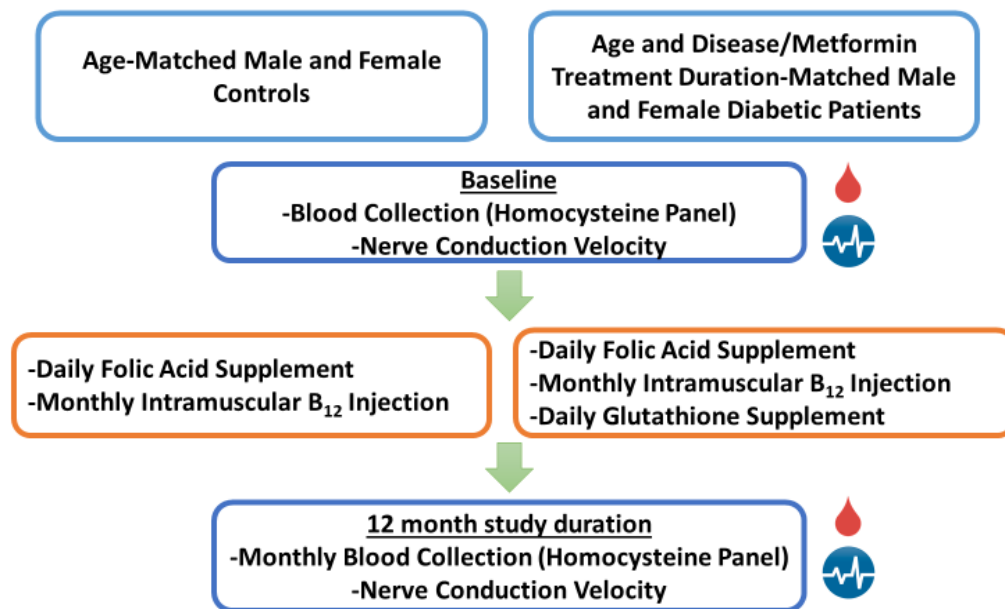 Age-Matched Male and Female
Controls
Age and Disease/Metformin
Treatment Duration-Matched Male
and Female Diabetic Patients
Baseline
-Blood Collection (Homocysteine Panel)
-Nerve Conduction Velocity
-Daily Folic Acid Supplement
-Monthly Intramuscular B₁₂ Injection
-Daily Folic Acid Supplement
-Monthly Intramuscular B₁₂ Injection
-Daily Glutathione Supplement
12 month study duration
-Monthly Blood Collection (Homocysteine Panel)
-Nerve Conduction Velocity